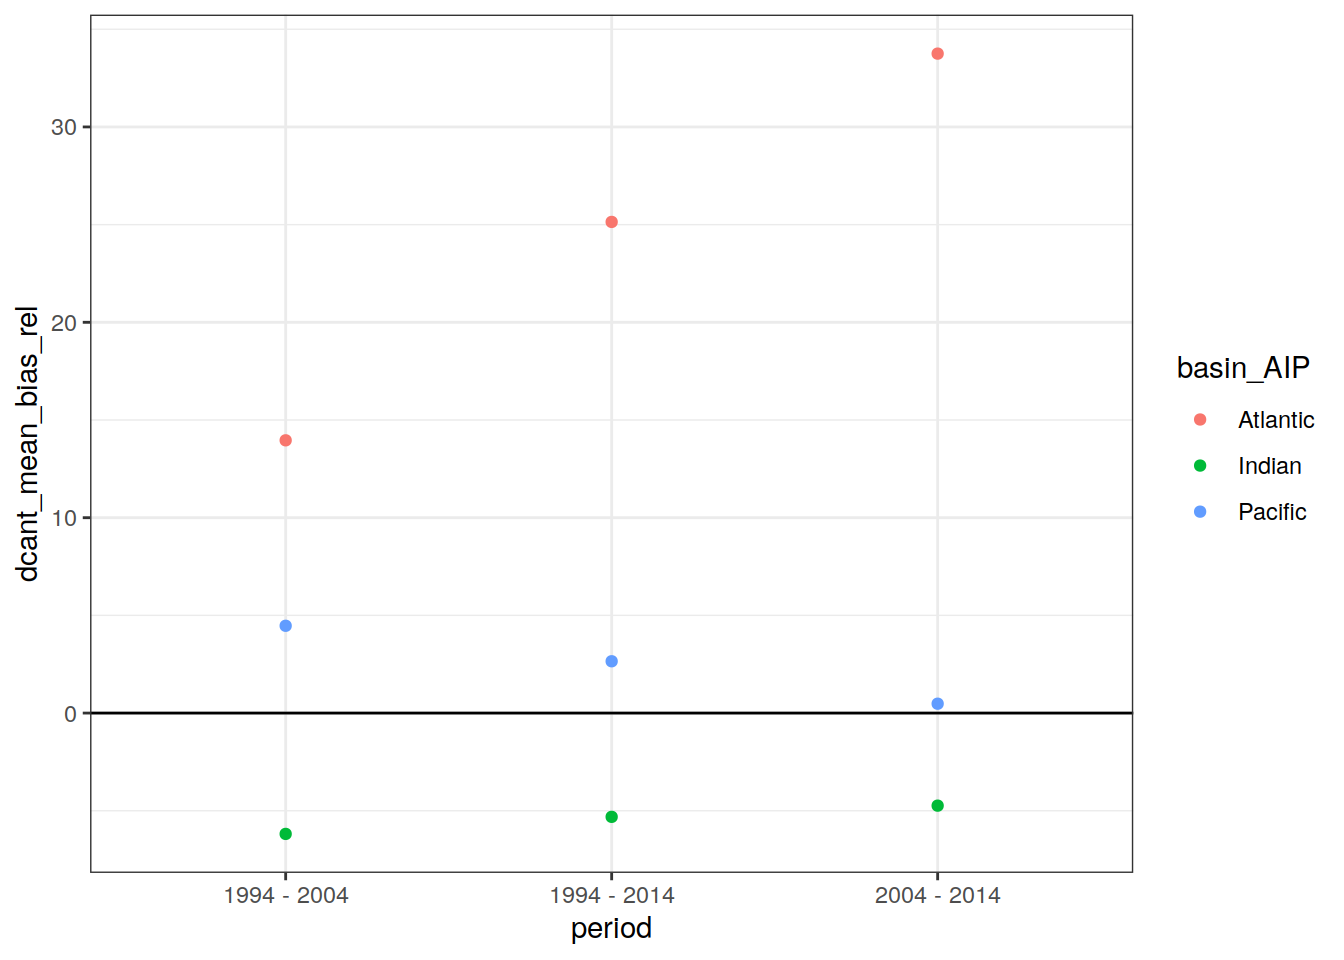 dcant_mean_bias_rel
30
20
10
0
1994 - 2004
1994 - 2014
2004 - 2014
period
basin_AIP
Atlantic
Indian
Pacific